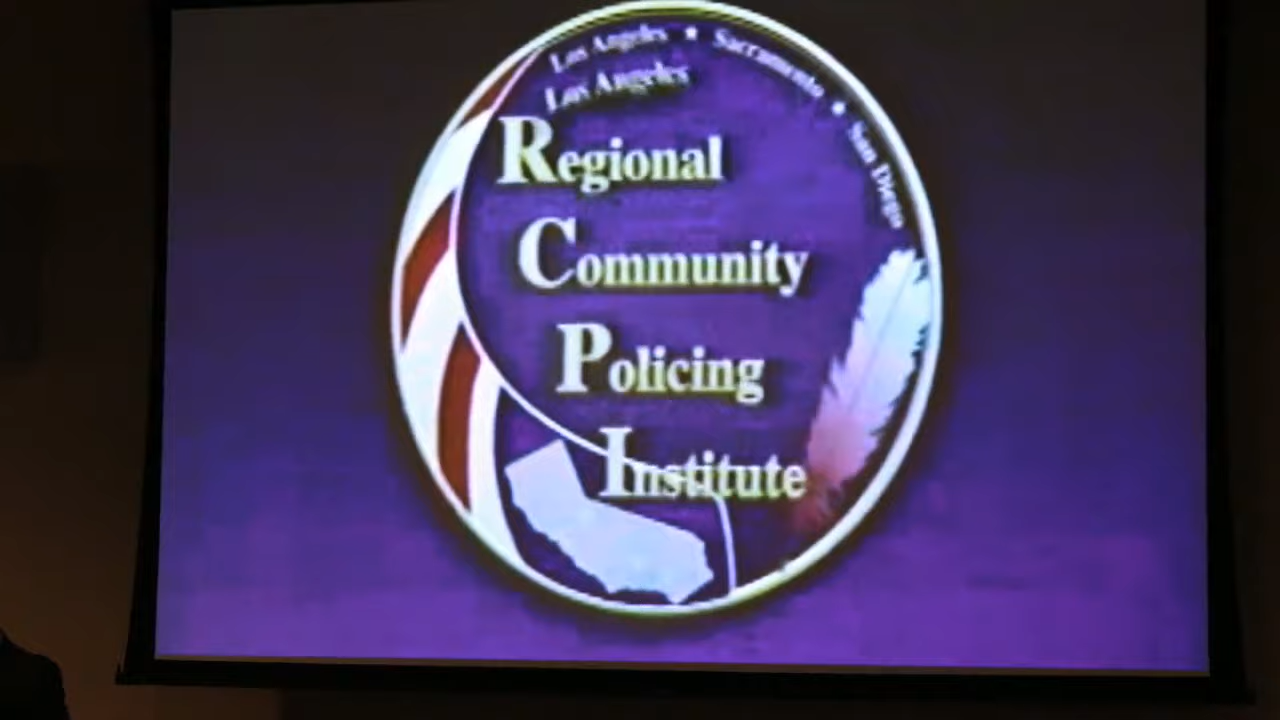 Los Angeles ★ Sacramento ★ San Diego
Los Angeles
Regional
Community
Policing
Institute